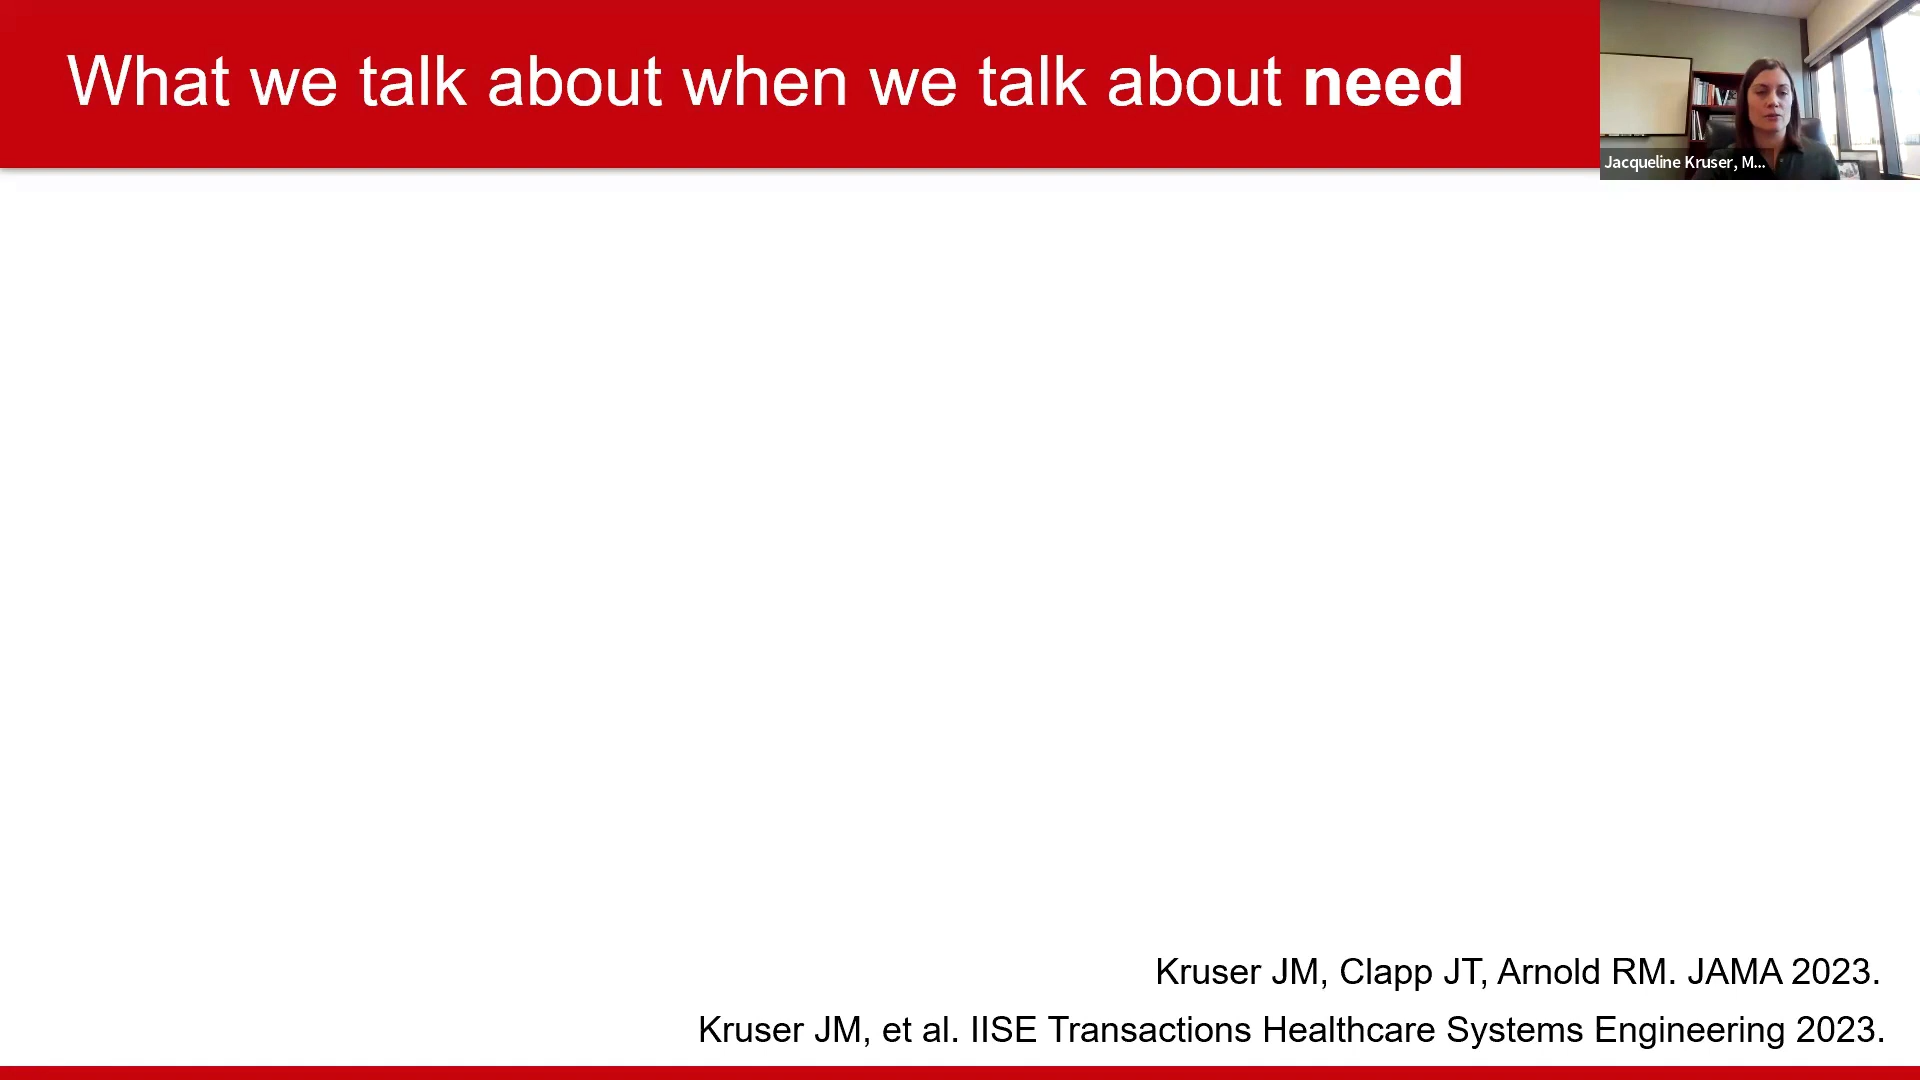 What we talk about when we talk about need
Jacqueline Kruser, M...
Kruser JM, Clapp JT, Arnold RM. JAMA 2023.
Kruser JM, et al. IISE Transactions Healthcare Systems Engineering 2023.